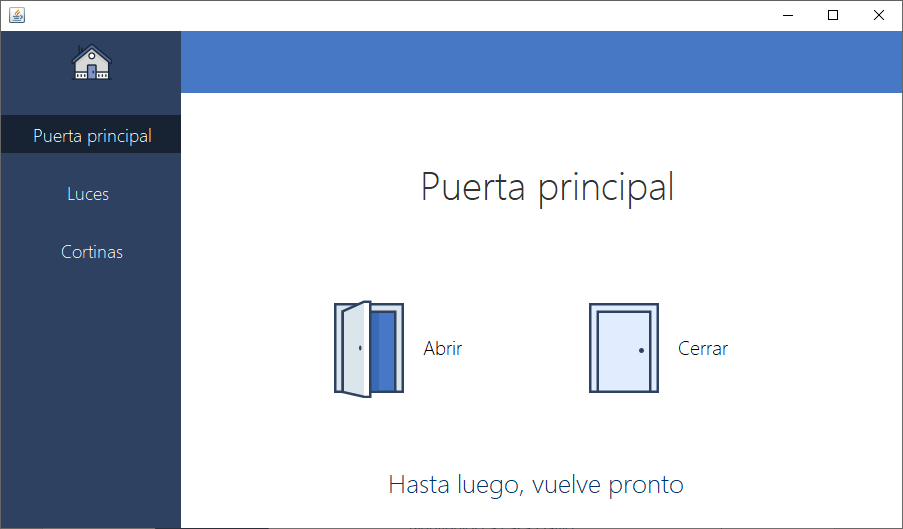 Puerta principal
Luces
Cortinas
Puerta principal
Abrir
Cerrar
Hasta luego, vuelve pronto